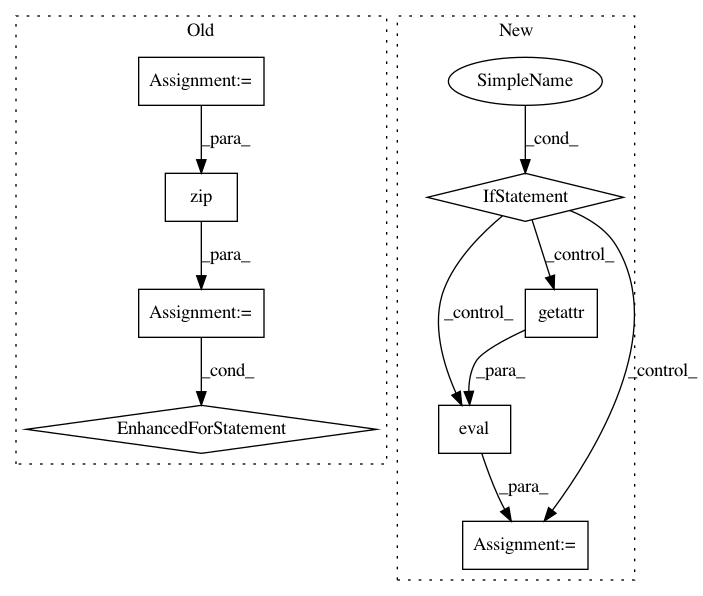 Old
New
Assignment:=
SimpleName
_para_
_cond_
zip
IfStatement
_para_
_control_
Assignment:=
getattr
_control_
_cond_
_para_
_control_
EnhancedForStatement
eval
_para_
Assignment:=